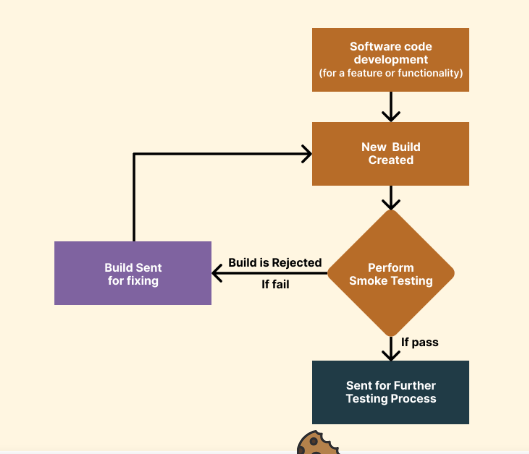 Software code
development
(for a feature or functionality)
New Build
Created
Build is Rejected
Perform
Smoke Testing
Build Sent
for fixing
If fail
If pass
Sent for Further
Testing Process